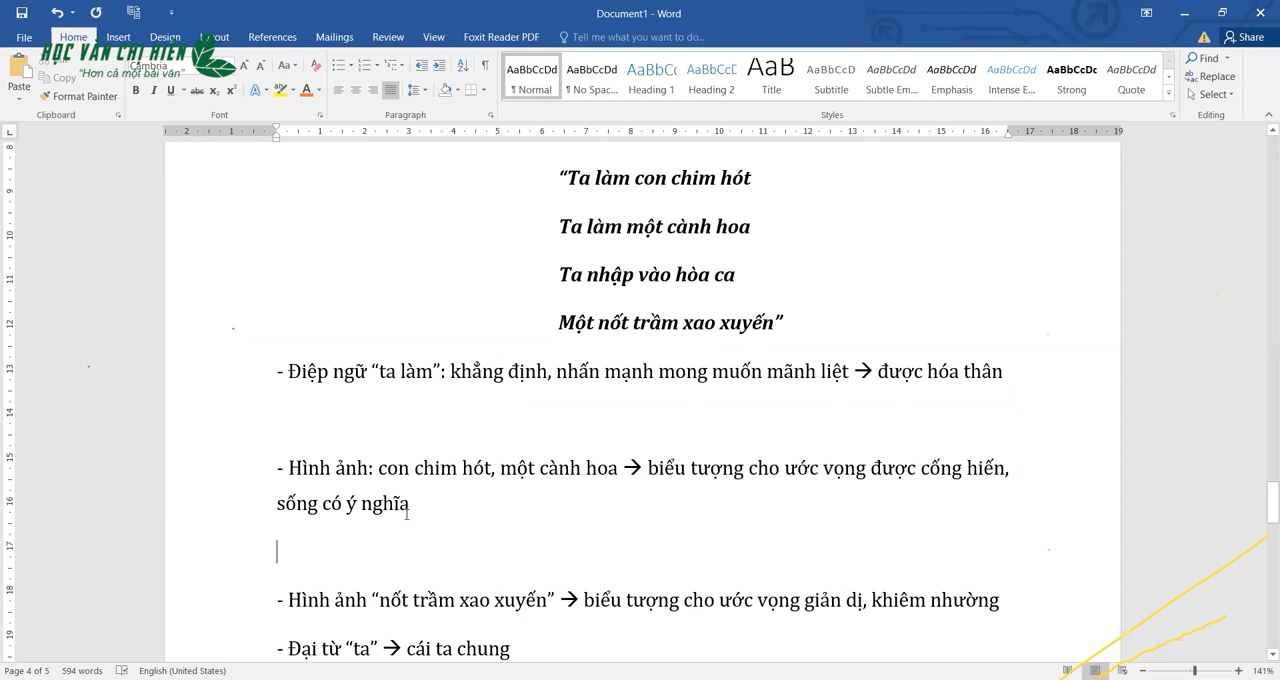 Document1 - Word
File Home Insert Design Layout References Mailings Review View Foxit Reader PDF Tell me what you want to do... Share
HỌC VĂN CHỊ HIÊN
"Hơn cả một bài văn"
Paste Copy Format Painter Cambria
Clipboard Font Paragraph Styles Editing
AaBbCcDd AaBbCcDd AaBbC AaBbCcD AaB AaBbCcD AaBbCcDd AaBbCcDd AaBbCcDd AaBbCcDc AaBbCcDd
¶ Normal ¶ No Spac... Heading 1 Heading 2 Title Subtitle Subtle Em... Emphasis Intense E... Strong Quote
Find
Replace
Select
“Ta làm con chim hót
Ta làm một cành hoa
Ta nhập vào hòa ca
Một nốt trầm xao xuyến”
- Điệp ngữ “ta làm”: khẳng định, nhấn mạnh mong muốn mãnh liệt → được hóa thân
- Hình ảnh: con chim hót, một cành hoa → biểu tượng cho ước vọng được cống hiến,
sống có ý nghĩa
- Hình ảnh “nốt trầm xao xuyến” → biểu tượng cho ước vọng giản dị, khiêm nhường
- Đại từ “ta” → cái ta chung
Page 4 of 5 594 words English (United States) 141%